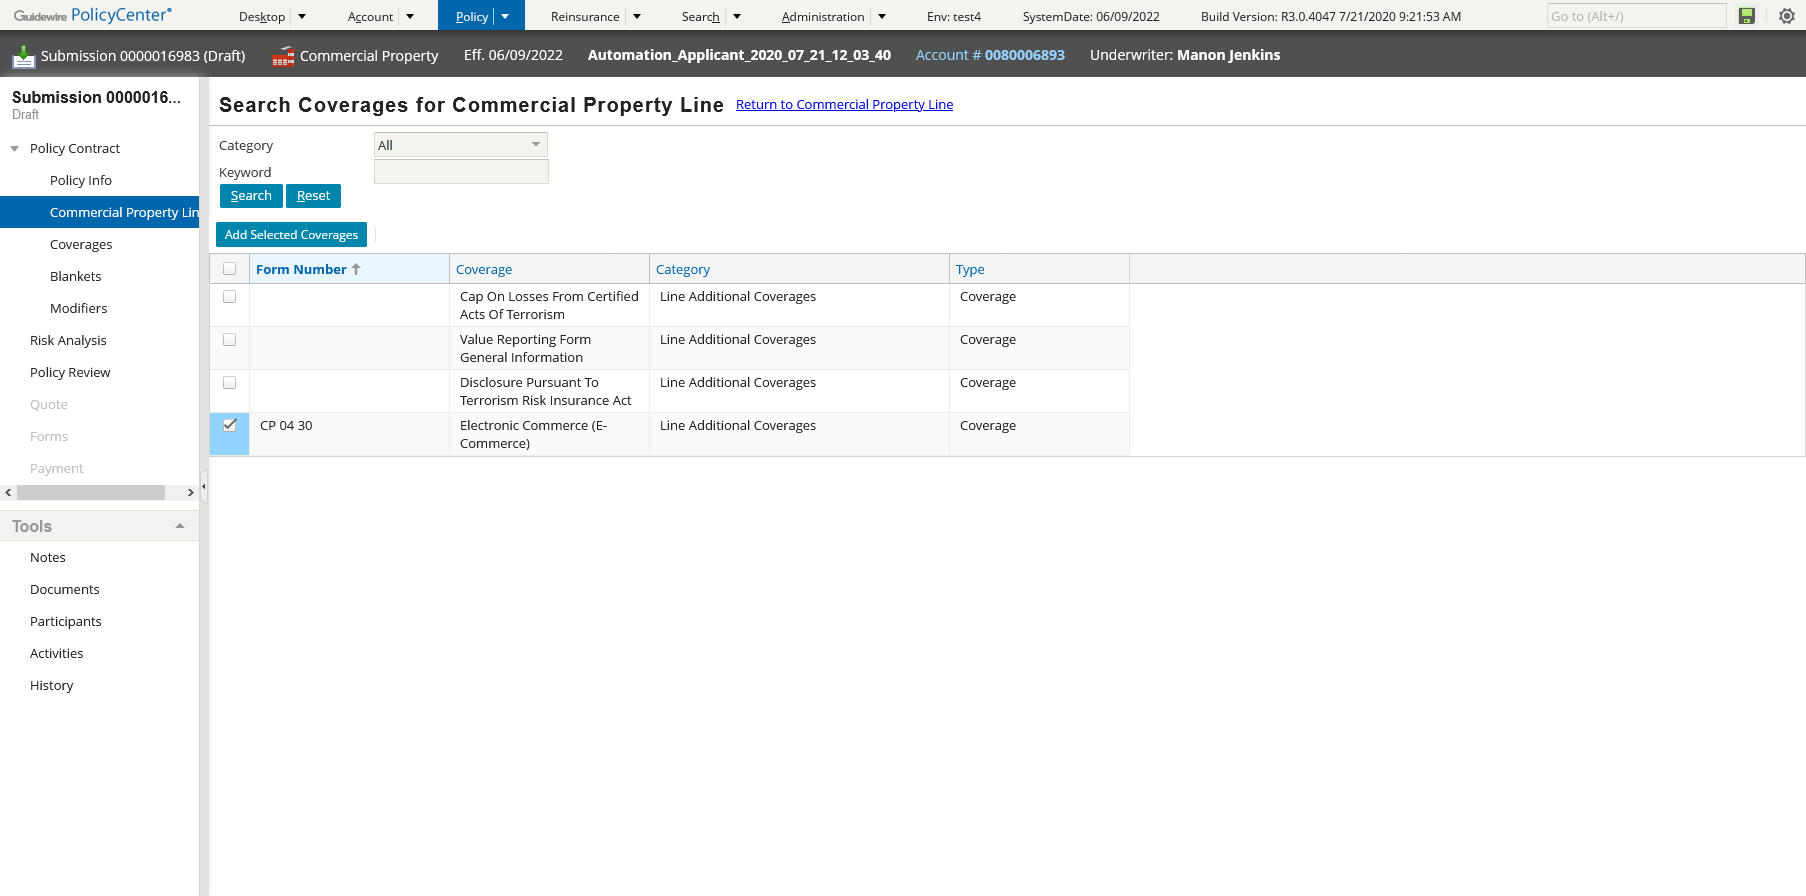 Guidewire PolicyCenter Desktop Account Policy Reinsurance Search Administration Env: test4 SystemDate: 06/09/2022 Build Version: R3.0.4047 7/21/2020 9:21:53 AM Go to (Alt+/)
Submission 0000016983 (Draft) Commercial Property Eff. 06/09/2022 Automation_Applicant_2020_07_21_12_03_40 Account # 0080006893 Underwriter: Manon Jenkins
Submission 0000016...
Draft
Policy Contract
Policy Info
Commercial Property Lin
Coverages
Blankets
Modifiers
Risk Analysis
Policy Review
Quote
Forms
Payment
Tools
Notes
Documents
Participants
Activities
History
Search Coverages for Commercial Property Line Return to Commercial Property Line
Category All
Keyword
Search Reset
Add Selected Coverages
Form Number Coverage Category Type
Cap On Losses From Certified Line Additional Coverages Coverage
Acts Of Terrorism
Value Reporting Form Line Additional Coverages Coverage
General Information
Disclosure Pursuant To Line Additional Coverages Coverage
Terrorism Risk Insurance Act
CP 04 30 Electronic Commerce (E- Line Additional Coverages Coverage
Commerce)